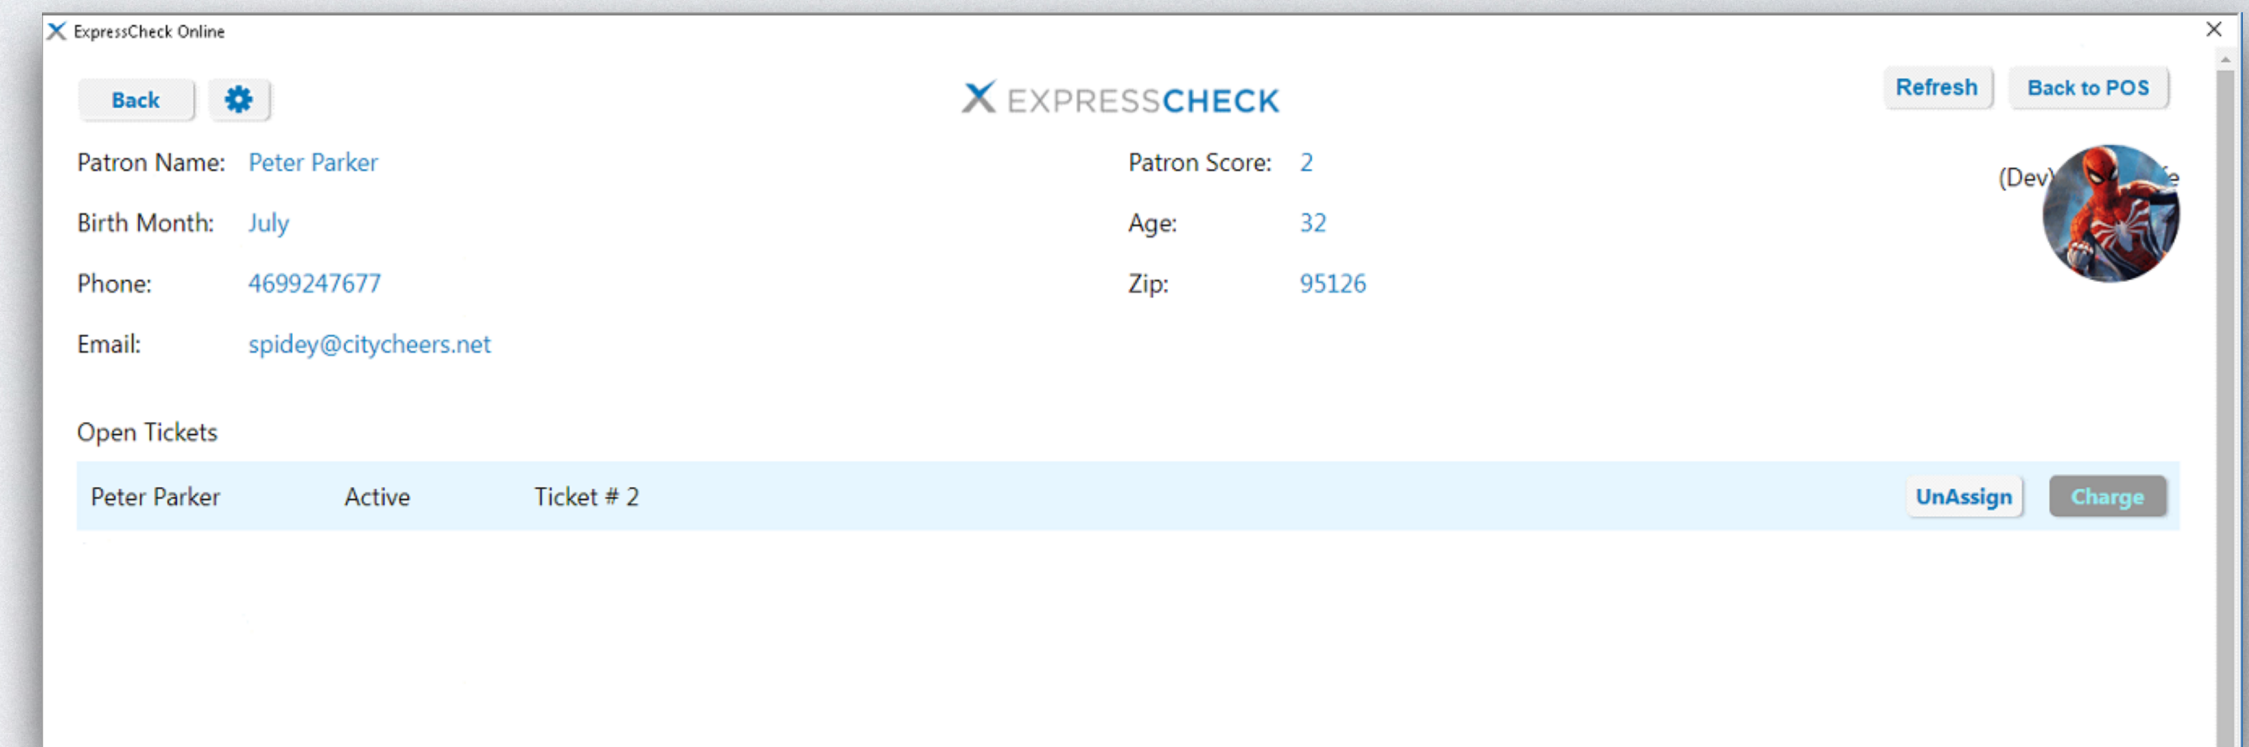 ExpressCheck Online
Back
EXPRESSCHECK
Refresh
Back to POS
Patron Name: Peter Parker
Patron Score: 2
(Dev)
Birth Month: July
Age: 32
Phone: 4699247677
Zip: 95126
Email: spidey@citycheers.net
Open Tickets
Peter Parker Active Ticket # 2 UnAssign Charge